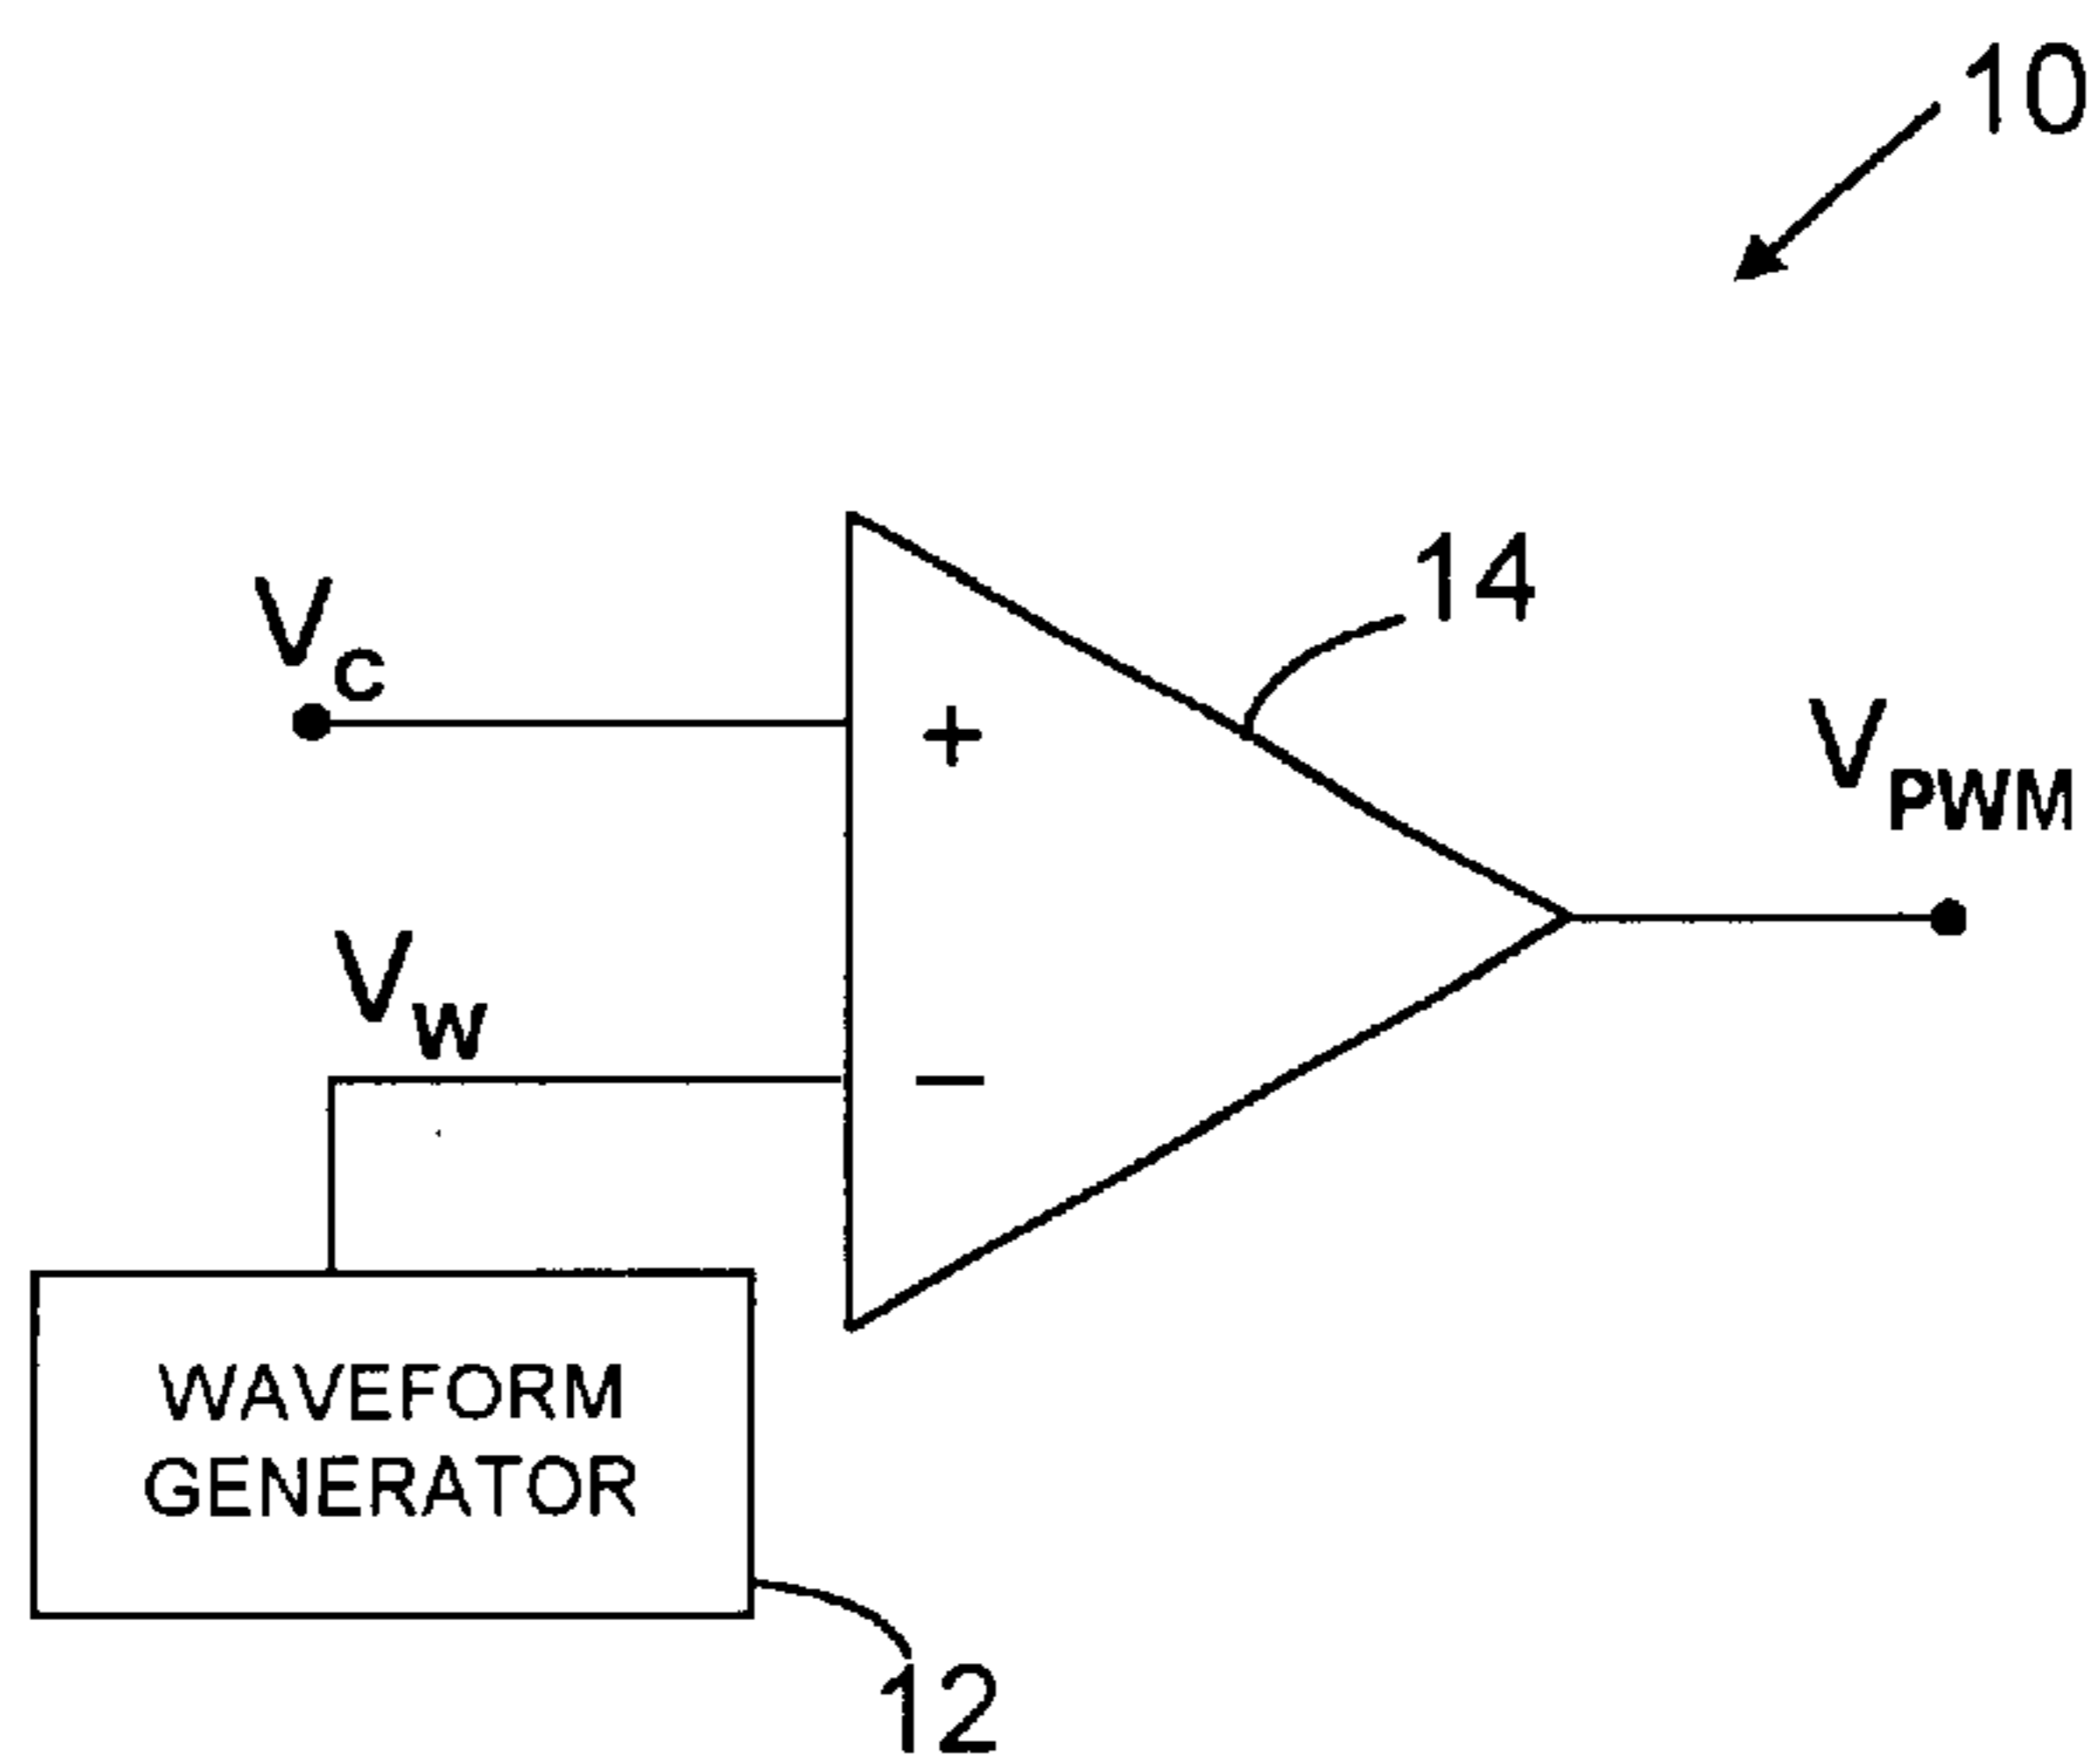 10
14
VC
VPWM
+
VW
−
WAVEFORM
GENERATOR
12